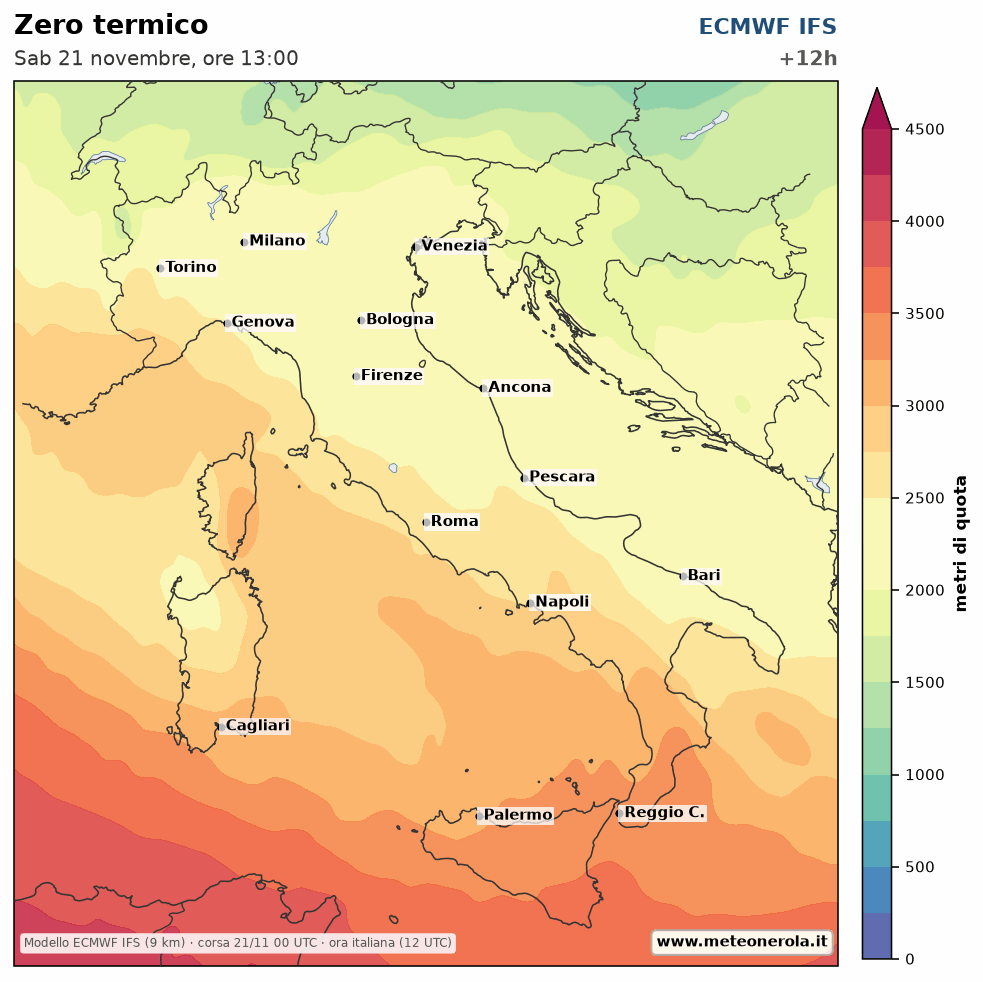 Zero termico
ECMWF IFS
Sab 21 novembre, ore 13:00
+12h
Milano
Venezia
Torino
Genova
Bologna
Firenze
Ancona
Pescara
Roma
Bari
Napoli
Cagliari
Palermo
Reggio C.
4500
4000
3500
3000
2500
2000
1500
1000
500
0
metri di quota
Modello ECMWF IFS (9 km) · corsa 21/11 00 UTC · ora italiana (12 UTC)
www.meteonerola.it